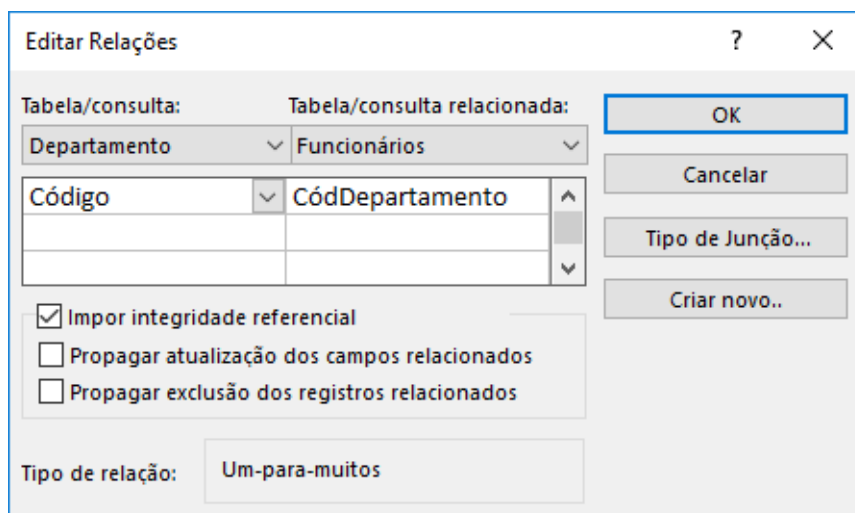 Editar Relações
Tabela/consulta: Tabela/consulta relacionada:
Departamento Funcionários
Código CódDepartamento
Impor integridade referencial
Propagar atualização dos campos relacionados
Propagar exclusão dos registros relacionados
Tipo de relação: Um-para-muitos
OK
Cancelar
Tipo de Junção...
Criar novo..